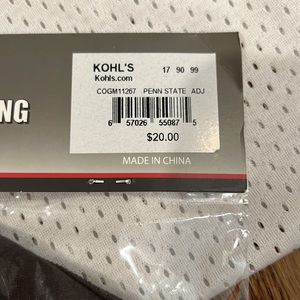 KOHL'S 17 90 99
Kohls.com
COGM11267 PENN STATE ADJ
6 57026 55087 5
$20.00
NG
MADE IN CHINA